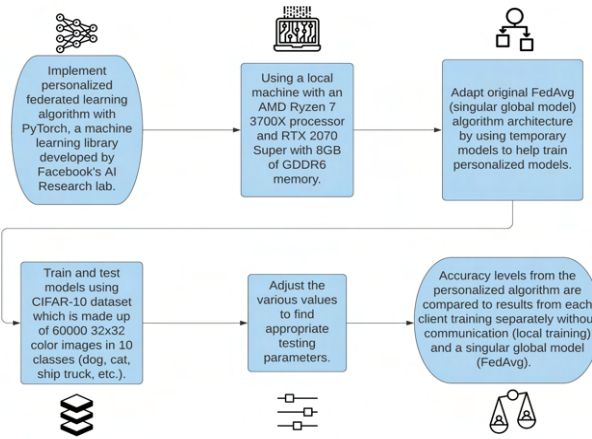 Implement
personalized
federated learning
algorithm with
PyTorch, a machine
learning library
developed by
Facebook's AI
Research lab.
Using a local
machine with an
AMD Ryzen 7
3700X processor
and RTX 2070
Super with 8GB
of GDDR6
memory.
Adapt original FedAvg
(singular global model)
algorithm architecture
by using temporary
models to help train
personalized models.
Train and test
models using
CIFAR-10 dataset
which is made up
of 60000 32x32
color images in 10
classes (dog, cat,
ship truck, etc.).
Adjust the
various values
to find
appropriate
testing
parameters.
Accuracy levels from the
personalized algorithm are
compared to results from each
client training separately without
communication (local training)
and a singular global model
(FedAvg).